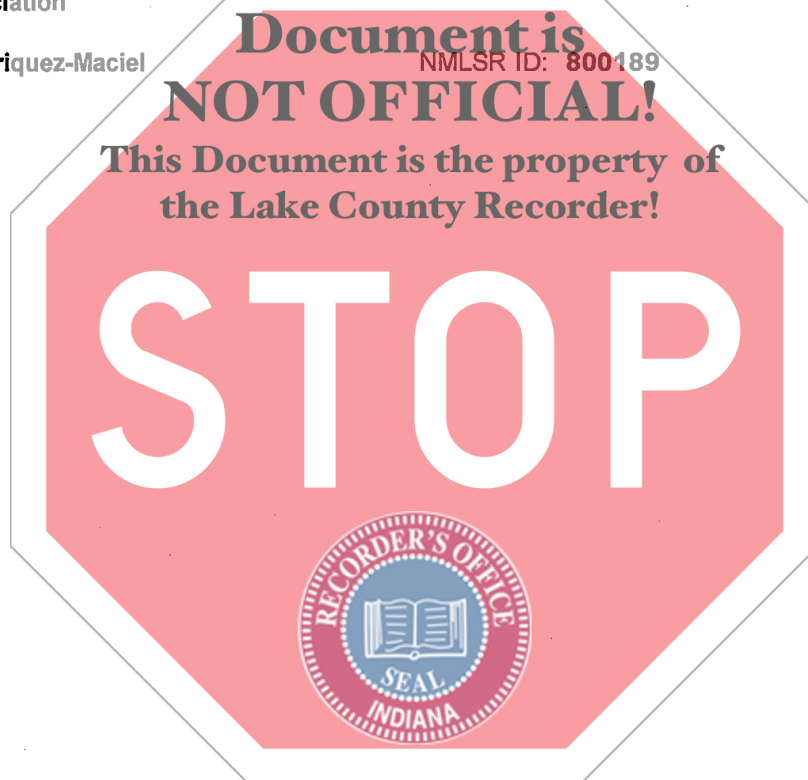 ciation
Document is
riquez-Maciel NMLSR ID: 800189
NOT OFFICIAL!
This Document is the property of
the Lake County Recorder!
STOP
RECORDER'S OFFICE
SEAL
INDIANA